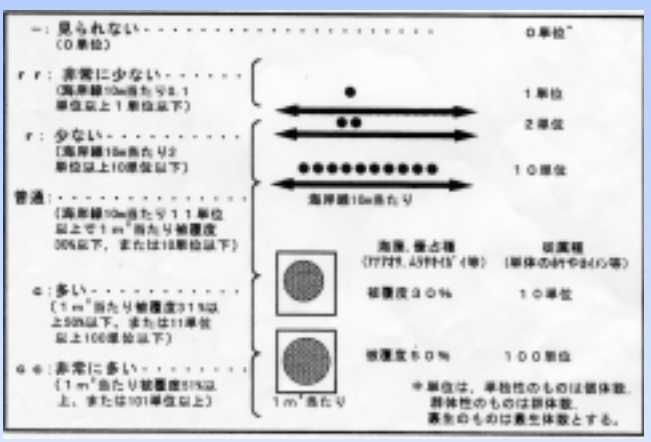 －: 見られない
(０単位)
０単位*
ｒｒ: 非常に少ない
(海岸線10m当たり0.1
単位以上１単位以下)
１単位
２単位
ｒ: 少ない
(海岸線10m当たり2
単位以上10単位以下)
１０単位
普通:
海岸線10m当たり
(海岸線10m当たり１１単位
以上で１ｍ²当たり被覆度
30%以下、または10単位以下)
海藻、優占種
従属種
(単体の
等)
被覆度３０%
１０単位
ｃ: 多い
(１ｍ²当たり被覆度31%以
上50%以下、または11単位
以上100単位以下)
ｃｃ: 非常に多い
(１ｍ²当たり被覆度51%以
上、または101単位以上)
被覆度５０%
１００単位
１ｍ²当たり
*単位は、単独性のものは個体数、
群体性のものは群体数、
叢生のものは叢生体数とする。